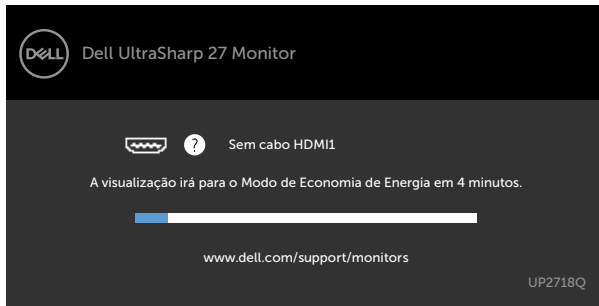 DELL Dell UltraSharp 27 Monitor
? Sem cabo HDMI1
A visualização irá para o Modo de Economia de Energia em 4 minutos.
www.dell.com/support/monitors
UP2718Q